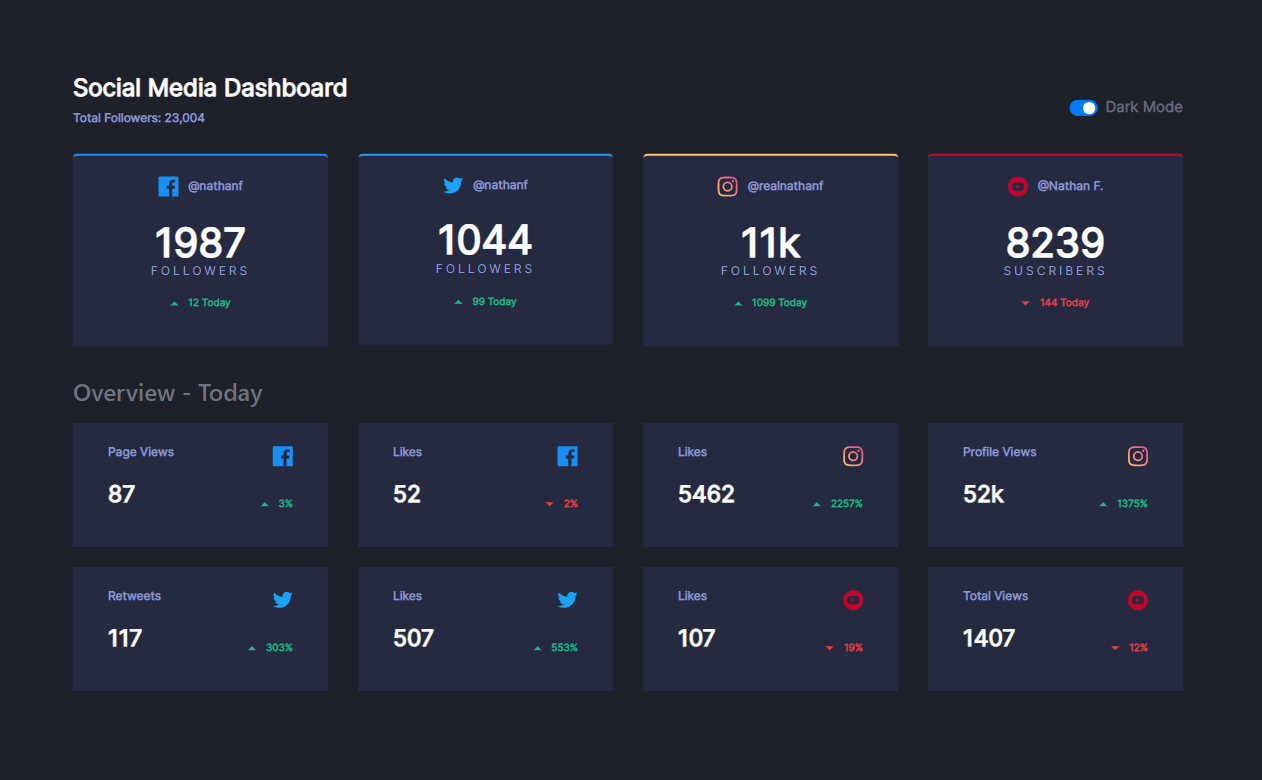 Social Media Dashboard
Total Followers: 23,004
Dark Mode
@nathanf
1987
FOLLOWERS
12 Today
@nathanf
1044
FOLLOWERS
99 Today
@realnathanf
11k
FOLLOWERS
1099 Today
@Nathan F.
8239
SUSCRIBERS
144 Today
Overview - Today
Page Views
87
3%
Likes
52
2%
Likes
5462
2257%
Profile Views
52k
1375%
Retweets
117
303%
Likes
507
553%
Likes
107
19%
Total Views
1407
12%